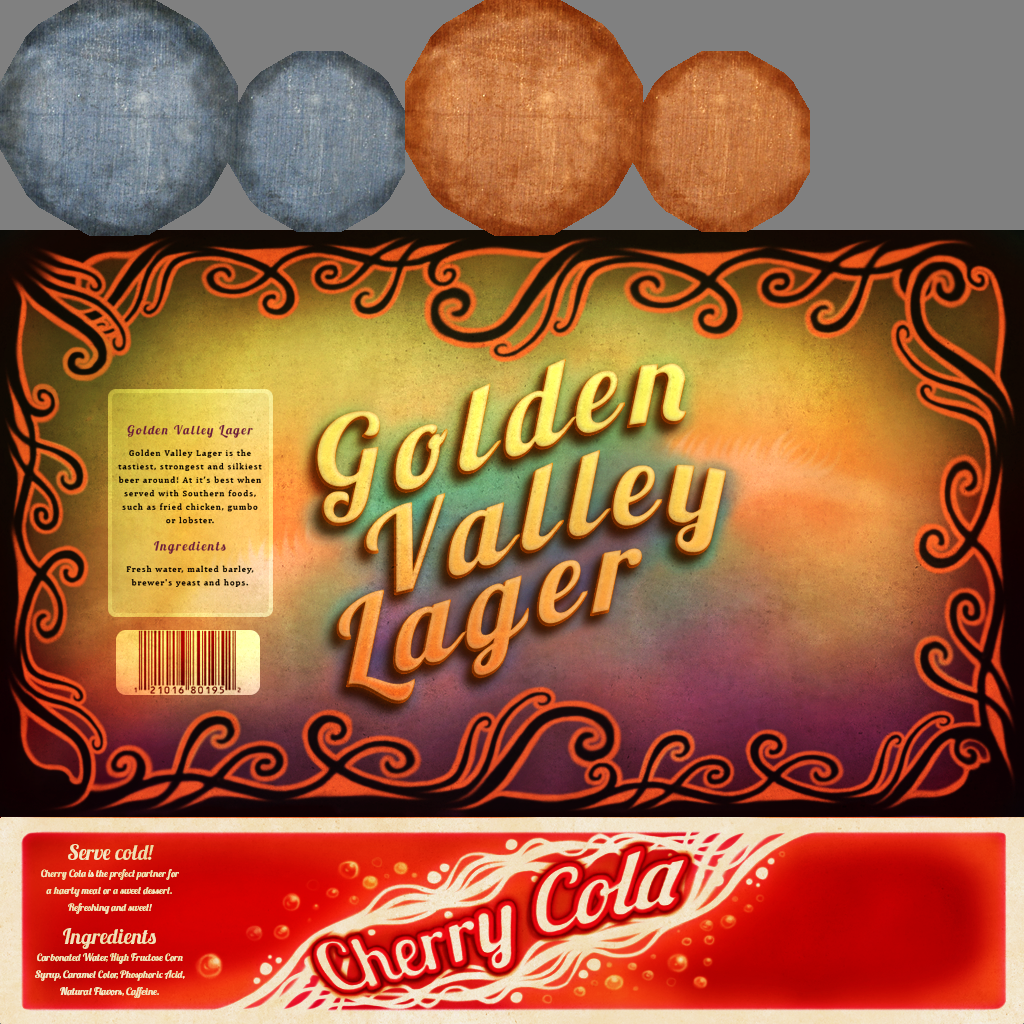 Golden
Valley
Lager
Golden Valley Lager
Golden Valley Lager is the
tastiest, strongest and silkiest
beer around! At it's best when
served with Southern foods,
such as fried chicken, gumbo
or lobster.
Ingredients
Fresh water, malted barley,
brewer's yeast and hops.
1 21016 80195 2
Serve cold!
Cherry Cola is the prefect partner for
a haerty meat or a sweet dessert.
Refreshing and sweet!
Ingredients
Carbonated Water, High Fructose Corn
Syrup, Caramel Color, Phosphoric Acid,
Natural Flavors, Caffeine.
Cherry Cola